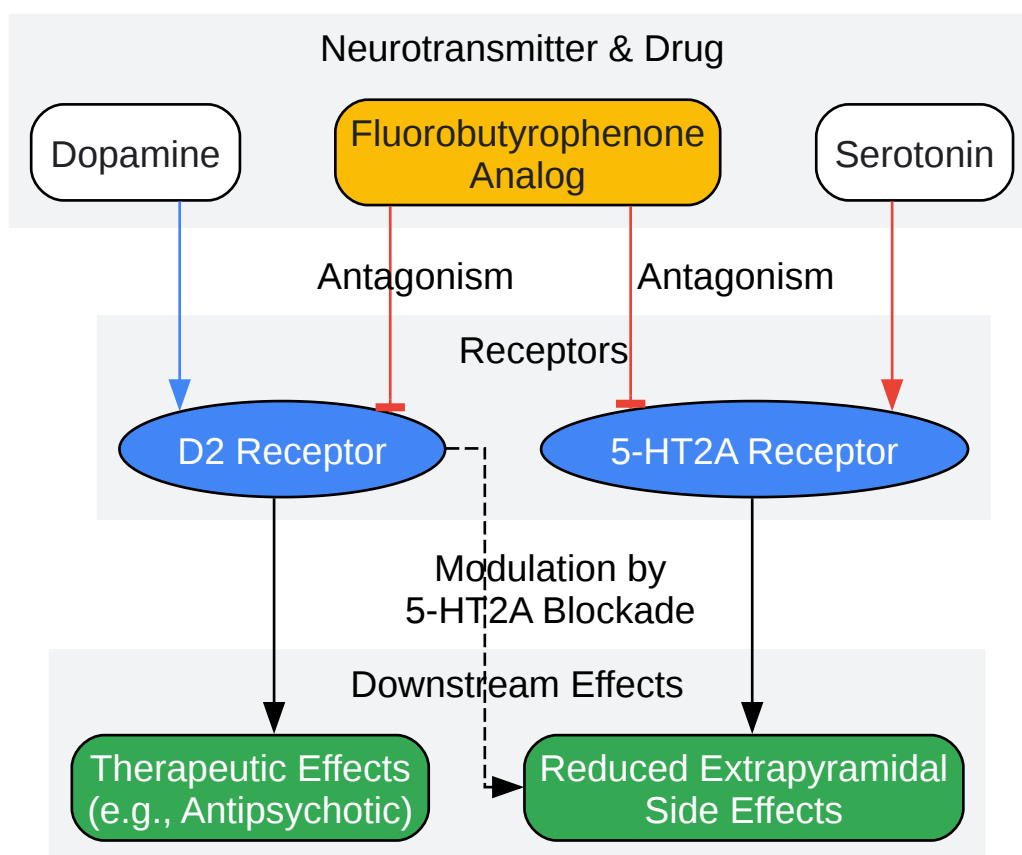 Neurotransmitter & Drug
Dopamine
Fluorobutyrophenone
Analog
Serotonin
Antagonism
Antagonism
Receptors
D2 Receptor
5-HT2A Receptor
Modulation by
5-HT2A Blockade
Downstream Effects
Therapeutic Effects
(e.g., Antipsychotic)
Reduced Extrapyramidal
Side Effects